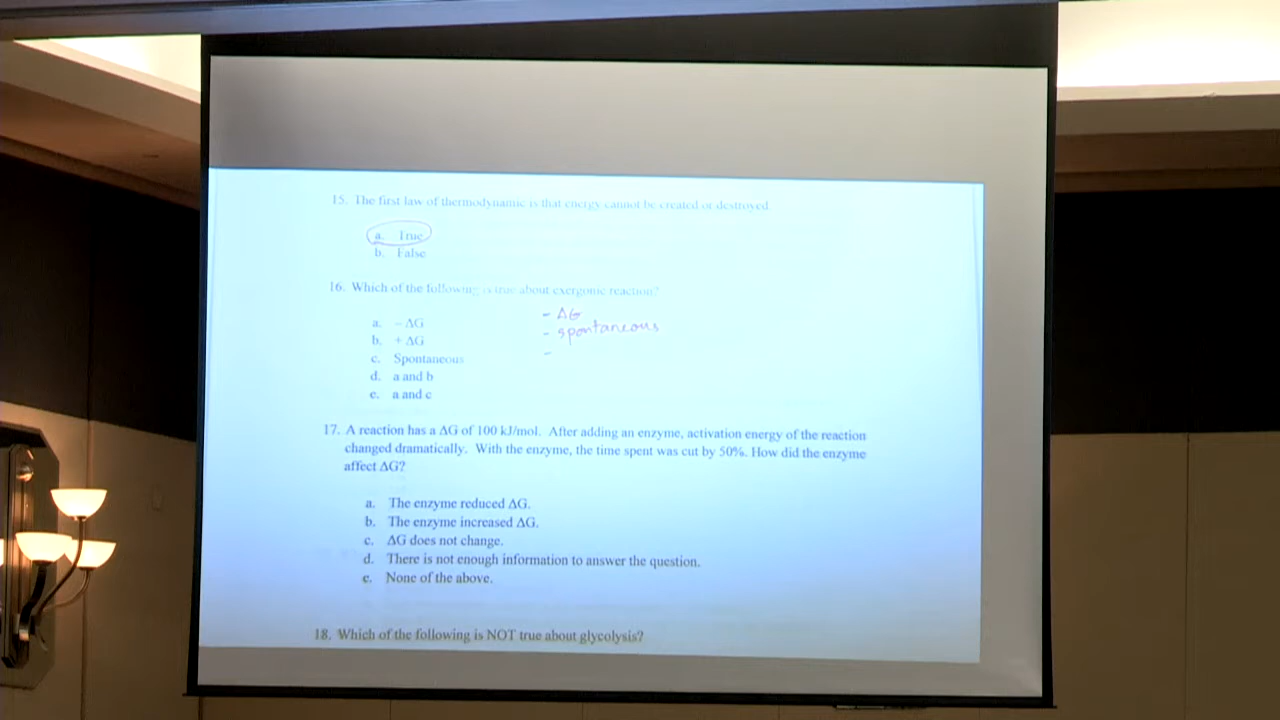 15. The first law of thermodynamic is that energy cannot be created or destroyed
a. True
b. False
16. Which of the following is true about exergonic reaction?
- ΔG
a. – ΔG
- spontaneous
b. + ΔG
-
c. Spontaneous
d. a and b
e. a and c
17. A reaction has a ΔG of 100 kJ/mol. After adding an enzyme, activation energy of the reaction
changed dramatically. With the enzyme, the time spent was cut by 50%. How did the enzyme
affect ΔG?
a. The enzyme reduced ΔG.
b. The enzyme increased ΔG.
c. ΔG does not change.
d. There is not enough information to answer the question.
e. None of the above.
18. Which of the following is NOT true about glycolysis?